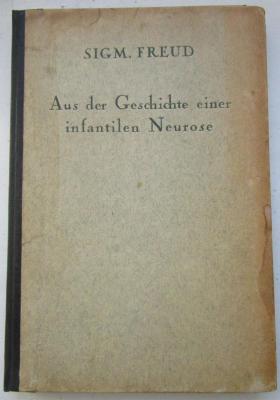 SIGM. FREUD
Aus der Geschichte einer
infantilen Neurose